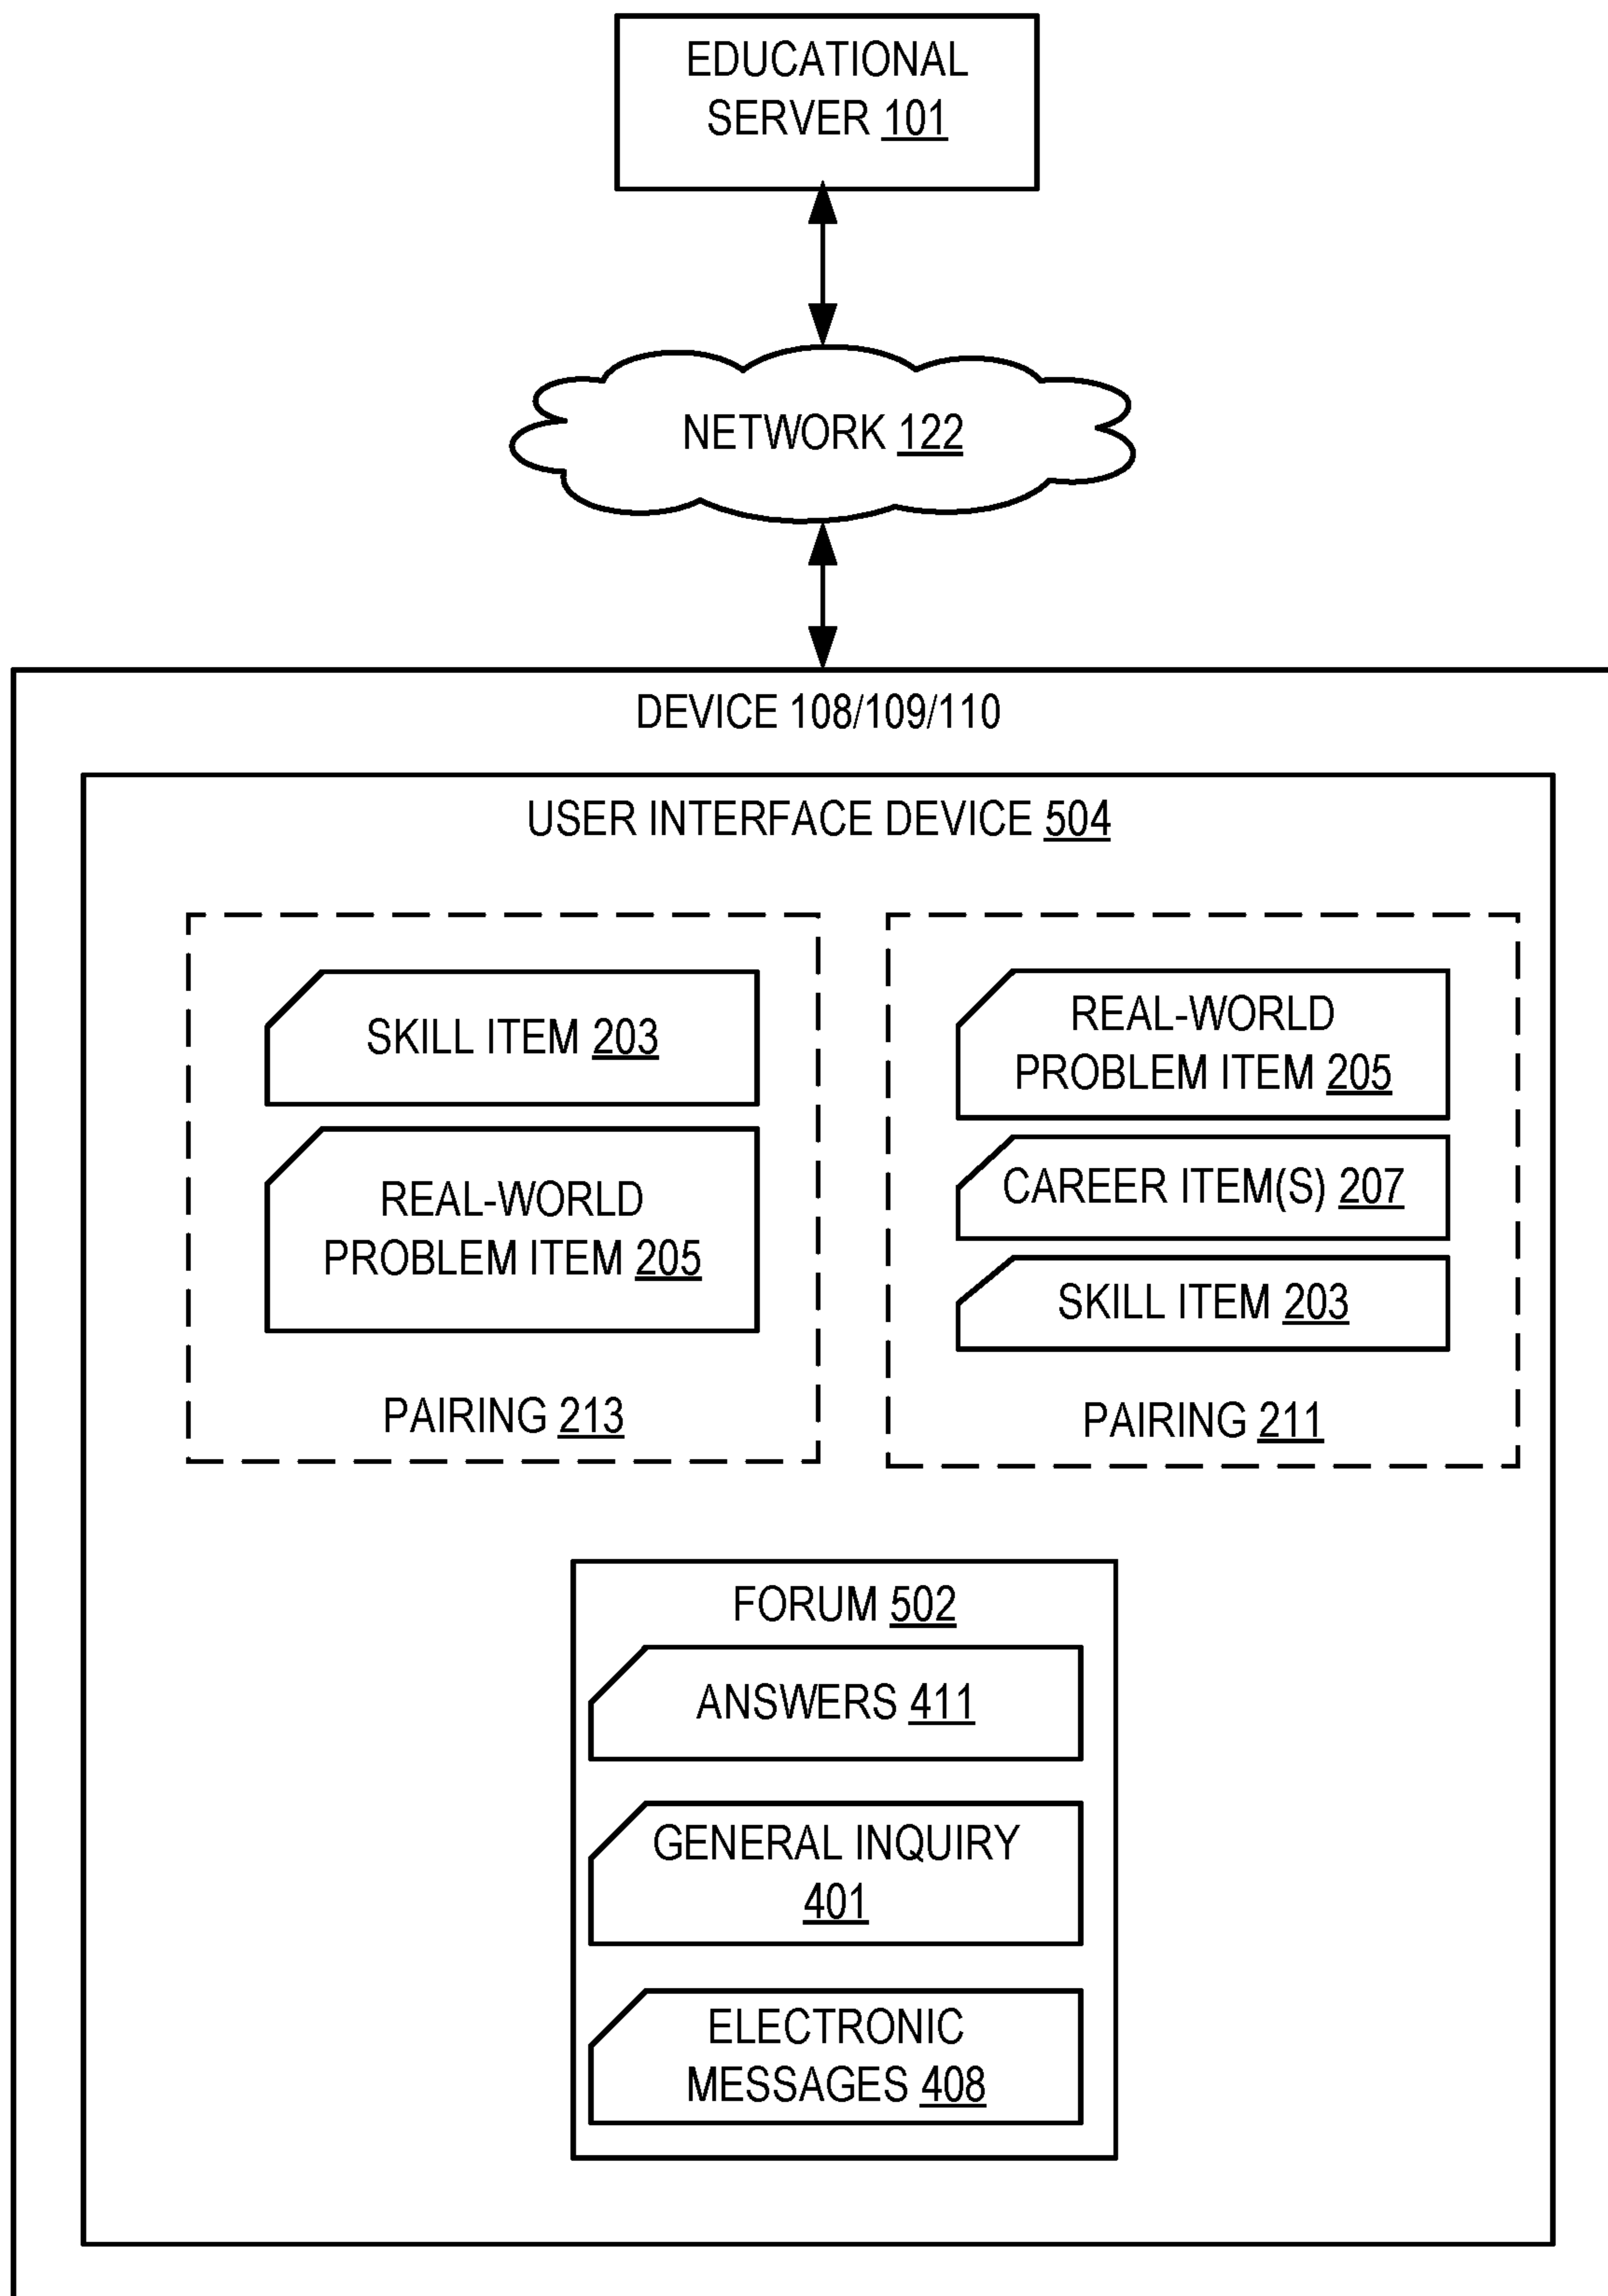 EDUCATIONAL
SERVER 101
NETWORK 122
DEVICE 108/109/110
USER INTERFACE DEVICE 504
SKILL ITEM 203
REAL-WORLD
PROBLEM ITEM 205
PAIRING 213
REAL-WORLD
PROBLEM ITEM 205
CAREER ITEM(S) 207
SKILL ITEM 203
PAIRING 211
FORUM 502
ANSWERS 411
GENERAL INQUIRY
401
ELECTRONIC
MESSAGES 408